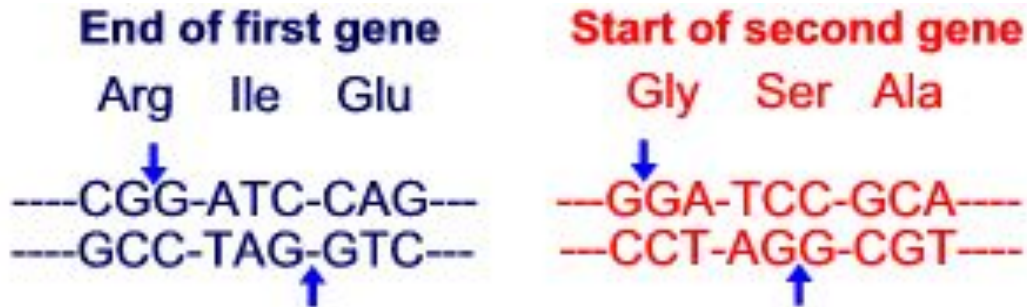 End of first gene
Arg Ile Glu
----CGG-ATC-CAG---
----GCC-TAG-GTC---
Start of second gene
Gly Ser Ala
---GGA-TCC-GCA----
---CCT-AGG-CGT----